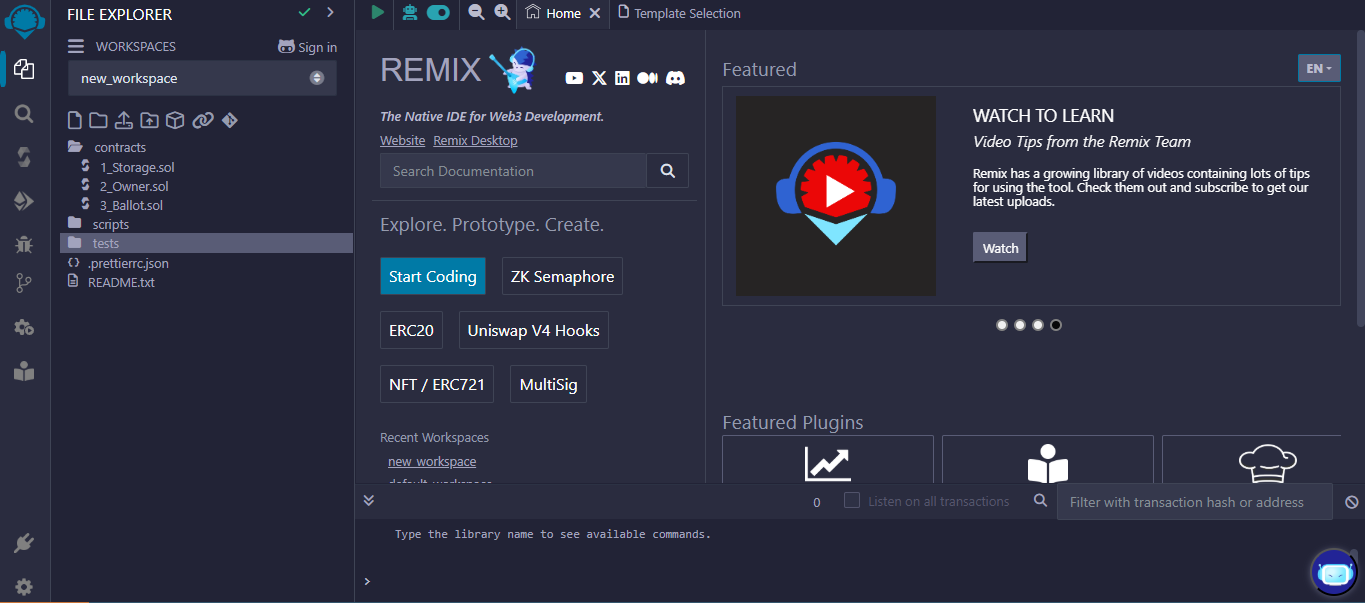 FILE EXPLORER
WORKSPACES
Sign in
new_workspace
contracts
1_Storage.sol
2_Owner.sol
3_Ballot.sol
scripts
tests
.prettierrc.json
README.txt
Home
Template Selection
REMIX
The Native IDE for Web3 Development.
Website Remix Desktop
Search Documentation
Explore. Prototype. Create.
Start Coding ZK Semaphore
ERC20 Uniswap V4 Hooks
NFT / ERC721 MultiSig
Recent Workspaces
new_workspace
default_workspace
Featured
EN
WATCH TO LEARN
Video Tips from the Remix Team
Remix has a growing library of videos containing lots of tips
for using the tool. Check them out and subscribe to get our
latest uploads.
Watch
Featured Plugins
0 Listen on all transactions Filter with transaction hash or address
Type the library name to see available commands.
>